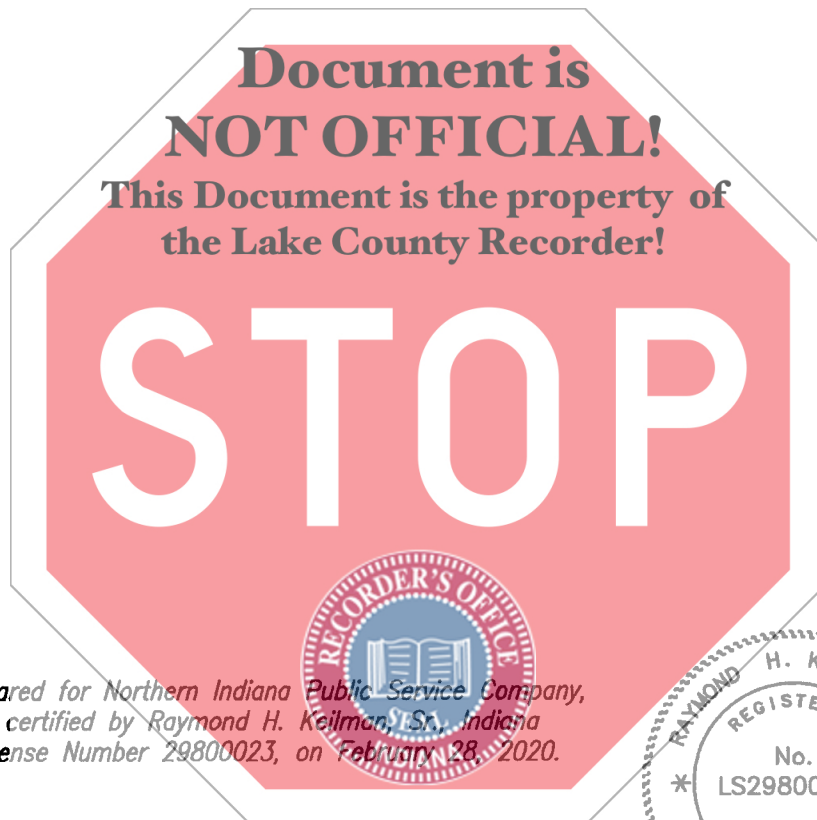 Document is
NOT OFFICIAL!
This Document is the property of
the Lake County Recorder!
STOP
RECORDER'S OFFICE
SEAL
INDIANA
ared for Northern Indiana Public Service Company,
certified by Raymond H. Keilman, Sr., Indiana
ense Number 29800023, on February 28, 2020.
RAYMOND H. K
REGISTE
No.
* LS29800